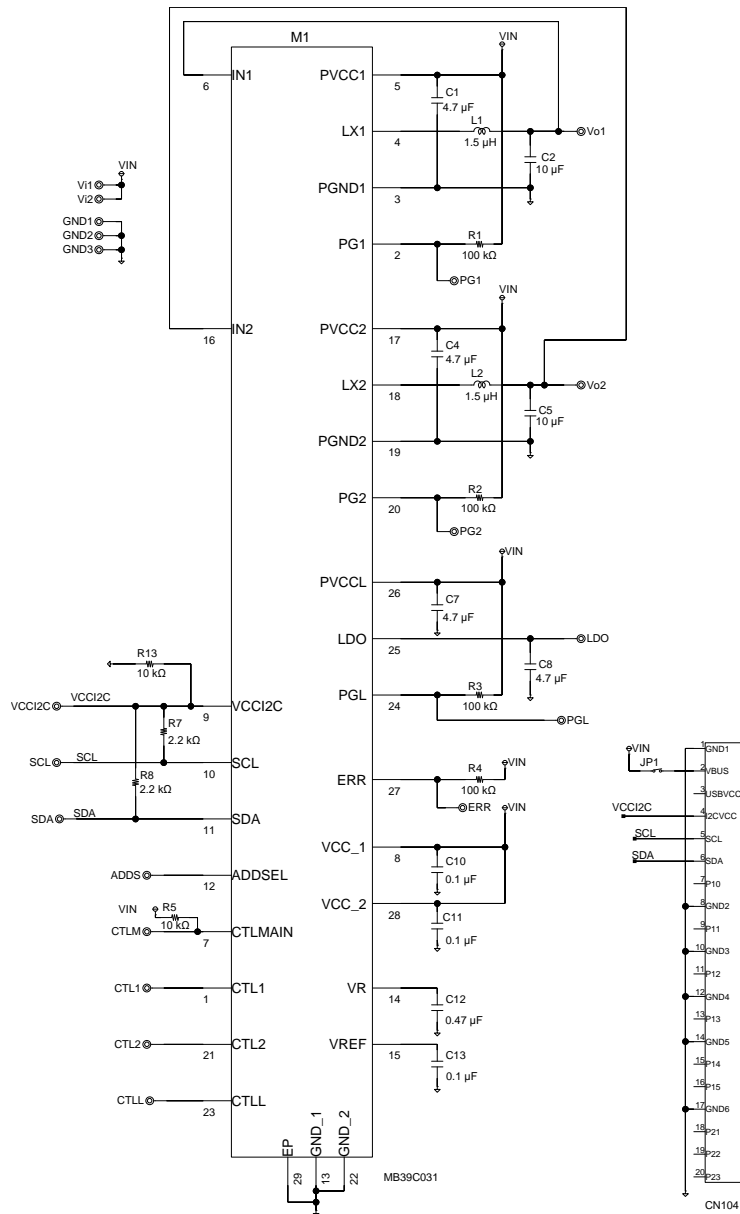 M1
VIN
IN1
6
PVCC1
5
C1
4.7 µF
LX1
4
L1
1.5 µH
Vo1
C2
10 µF
VIN
Vi1
Vi2
GND1
GND2
GND3
PGND1
3
PG1
2
R1
100 kΩ
PG1
VIN
IN2
16
PVCC2
17
C4
4.7 µF
LX2
18
L2
1.5 µH
Vo2
C5
10 µF
PGND2
19
PG2
20
R2
100 kΩ
PG2
VIN
PVCCL
26
C7
4.7 µF
LDO
25
LDO
C8
4.7 µF
R13
10 kΩ
PGL
24
R3
100 kΩ
PGL
VCCI2C
VCCI2C
9
VCCI2C
R7
2.2 kΩ
SCL
SCL
10
SCL
R8
2.2 kΩ
SDA
SDA
11
SDA
ERR
27
R4
100 kΩ
VIN
ERR
VIN
VCC_1
8
C10
0.1 µF
ADDS
12
ADDSEL
VCC_2
28
C11
0.1 µF
VIN
R5
10 kΩ
CTLM
7
CTLMAIN
CTL1
1
CTL1
VR
14
C12
0.47 µF
CTL2
21
CTL2
VREF
15
C13
0.1 µF
CTLL
23
CTLL
EP
GND_1
GND_2
29
13
22
MB39C031
VIN
JP1
VCCI2C
SCL
SDA
1
GND1
2
VBUS
3
USBVCC
4
I2CVCC
5
SCL
6
SDA
7
P10
8
GND2
9
P11
10
GND3
11
P12
12
GND4
13
P13
14
GND5
15
P14
16
P15
17
GND6
18
P21
19
P22
20
P23
CN104